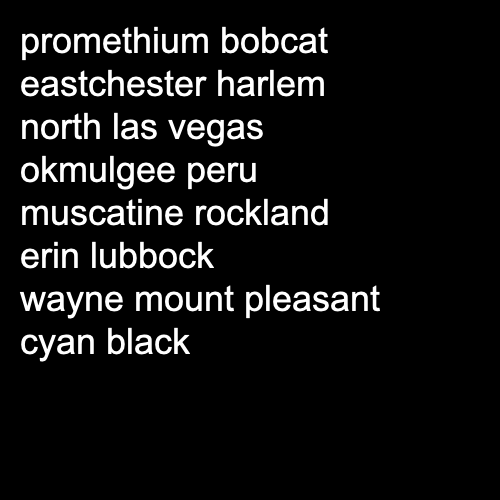 promethium bobcat
eastchester harlem
north las vegas
okmulgee peru
muscatine rockland
erin lubbock
wayne mount pleasant
cyan black